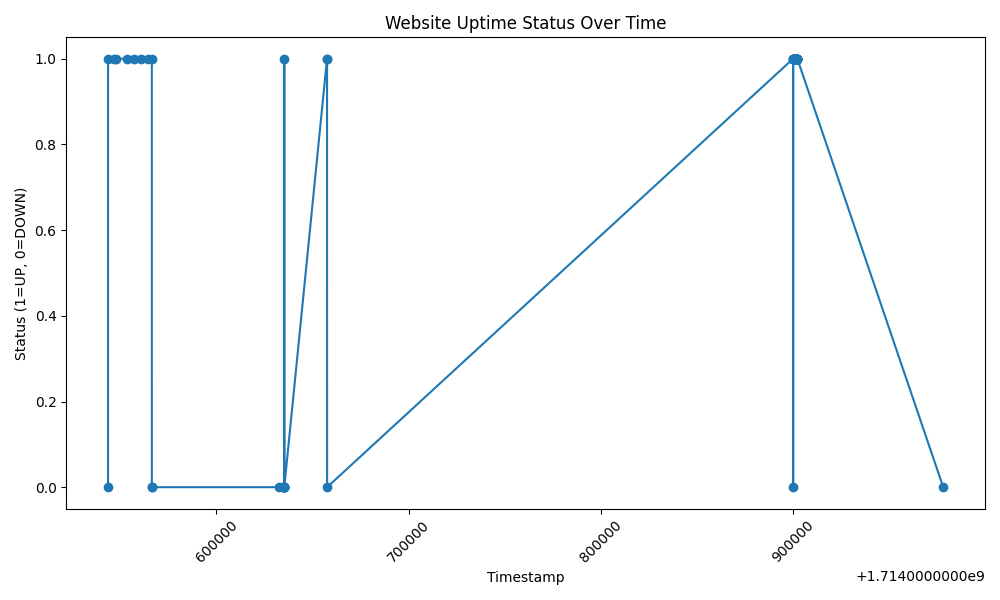 Website Uptime Status Over Time
Status (1=UP, 0=DOWN)
1.0
0.8
0.6
0.4
0.2
0.0
600000
700000
800000
900000
Timestamp
+1.7140000000e9